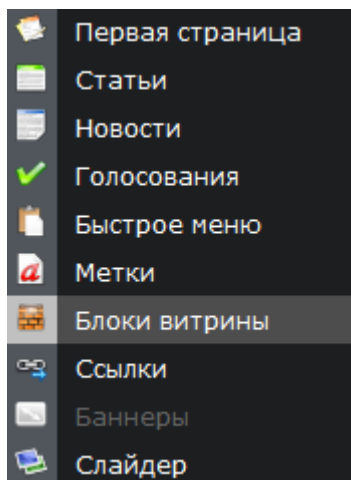 Первая страница
Статьи
Новости
Голосования
Быстрое меню
Метки
Блоки витрины
Ссылки
Баннеры
Слайдер